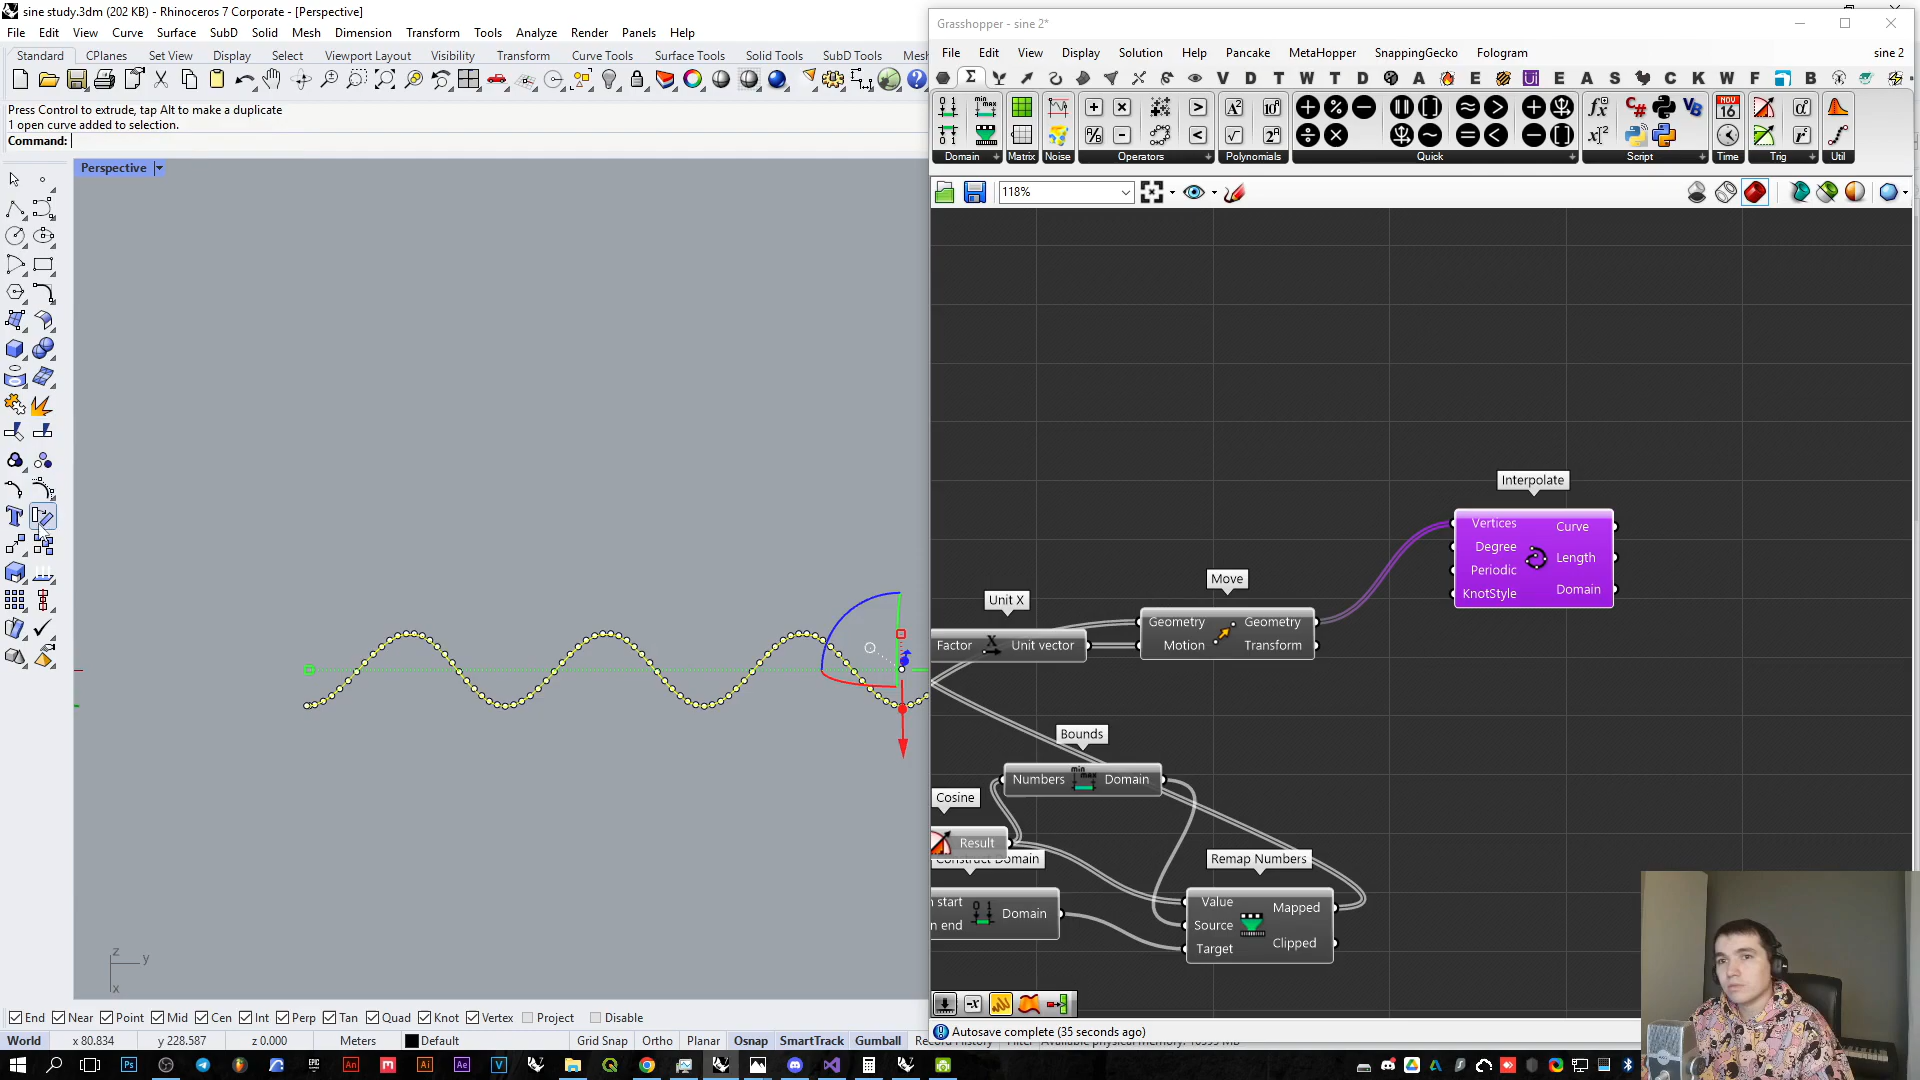 sine study.3dm (202 KB) - Rhinoceros 7 Corporate - [Perspective]
File Edit View Curve Surface SubD Solid Mesh Dimension Transform Tools Analyze Render Panels Help
Standard CPlanes Set View Display Select Viewport Layout Visibility Transform Curve Tools Surface Tools Solid Tools SubD Tools Mesh
Press Control to extrude, tap Alt to make a duplicate
1 open curve added to selection.
Command:
Perspective
z
y
x
End Near Point Mid Cen Int Perp Tan Quad Knot Vertex Project Disable
World x 80.834 y 228.587 z 0.000 Meters Default Grid Snap Ortho Planar Osnap SmartTrack Gumball
Grasshopper - sine 2*
File Edit View Display Solution Help Pancake MetaHopper SnappingGecko Fologram sine 2
Domain Matrix Noise Operators Polynomials Quick Script Time Trig Util
118%
Interpolate
Vertices Curve
Degree
Periodic Length
KnotStyle Domain
Move
Geometry Geometry
Motion Transform
Unit X
Factor Unit vector
Bounds
Numbers Domain
Cosine
Result
Construct Domain
n start
n end
Domain
Remap Numbers
Value Mapped
Source
Target Clipped
Autosave complete (35 seconds ago)